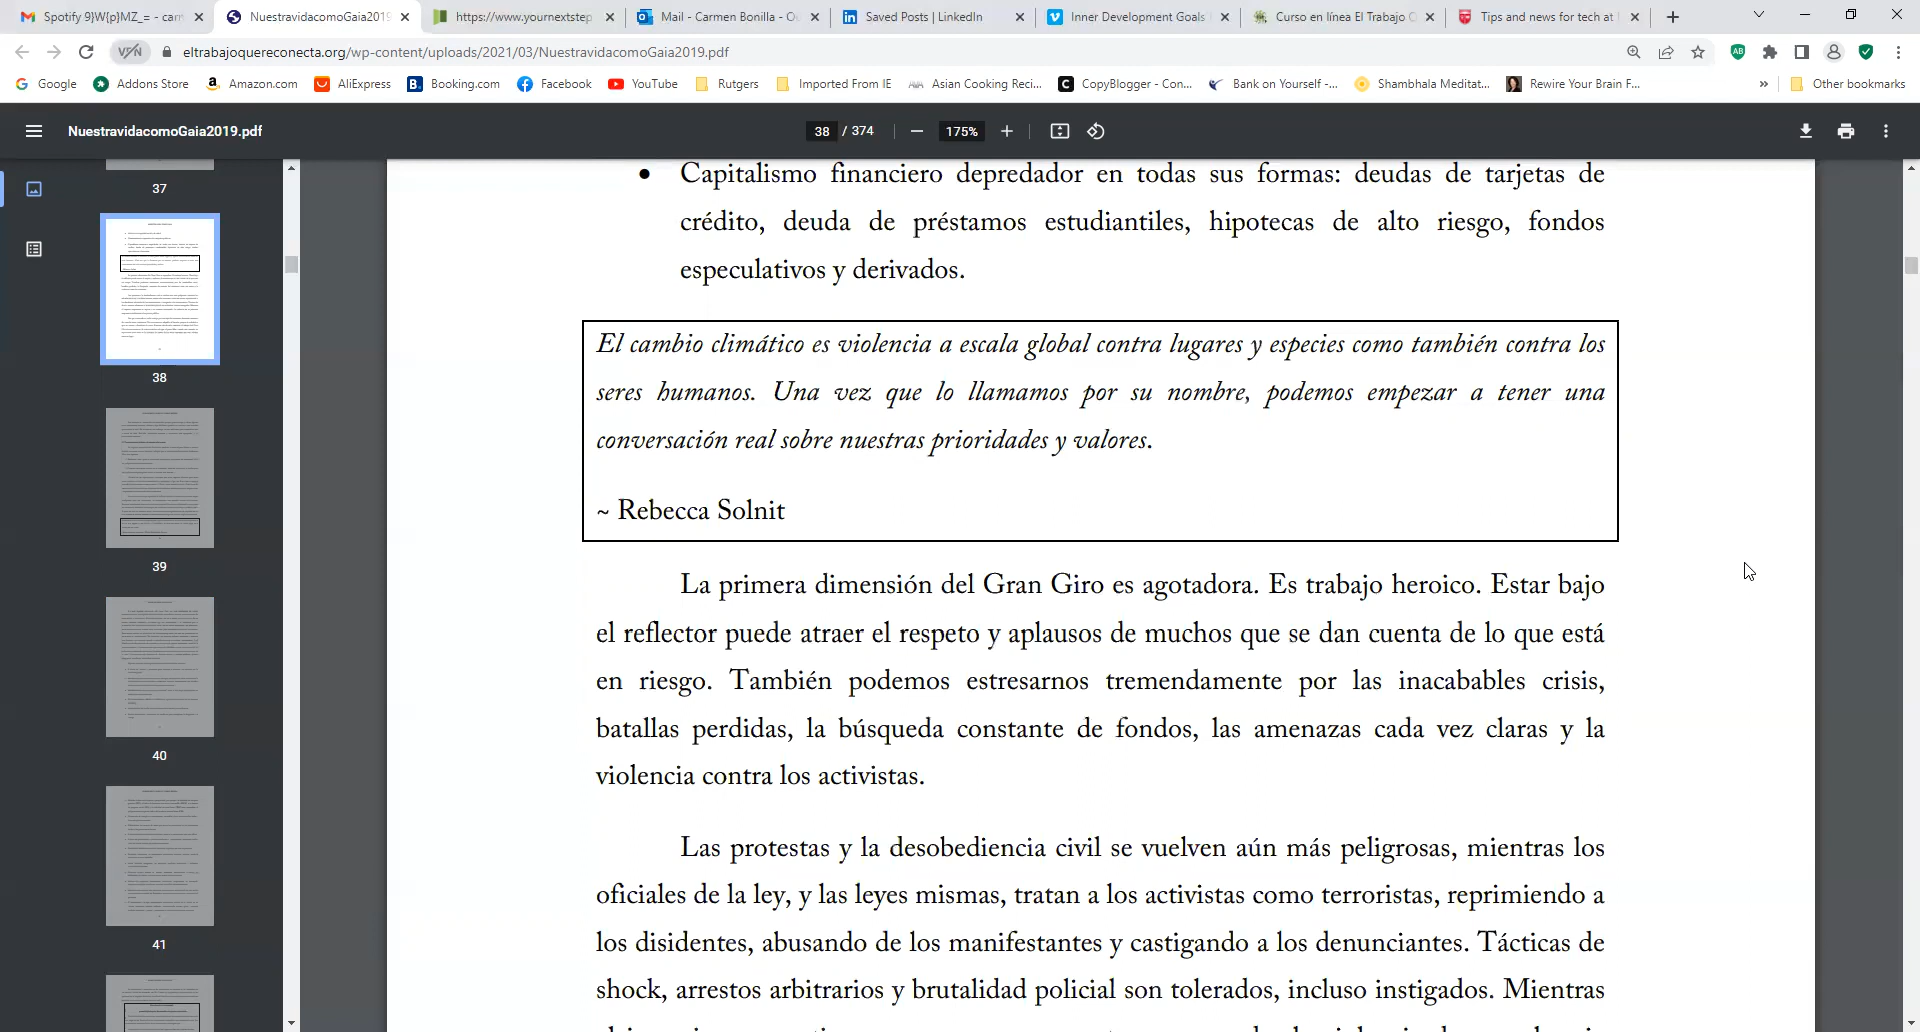 Spotify 9}W{p}MZ_= - can
NuestravidacomoGaia2019
https://www.yournextstep
Mail - Carmen Bonilla - O
Saved Posts | LinkedIn
Inner Development Goals
Curso en línea El Trabajo
Tips and news for tech at
VPN
eltrabajoquereconecta.org/wp-content/uploads/2021/03/NuestravidacomoGaia2019.pdf
Google
Addons Store
Amazon.com
AliExpress
Booking.com
Facebook
YouTube
Rutgers
Imported From IE
Asian Cooking Reci...
CopyBlogger - Con...
Bank on Yourself -...
Shambhala Meditat...
Rewire Your Brain F...
»
Other bookmarks
NuestravidacomoGaia2019.pdf
38 / 374
175%
37
38
39
40
41
• Capitalismo financiero depredador en todas sus formas: deudas de tarjetas de
crédito, deuda de préstamos estudiantiles, hipotecas de alto riesgo, fondos
especulativos y derivados.
El cambio climático es violencia a escala global contra lugares y especies como también contra los
seres humanos. Una vez que lo llamamos por su nombre, podemos empezar a tener una
conversación real sobre nuestras prioridades y valores.
~ Rebecca Solnit
La primera dimensión del Gran Giro es agotadora. Es trabajo heroico. Estar bajo
el reflector puede atraer el respeto y aplausos de muchos que se dan cuenta de lo que está
en riesgo. También podemos estresarnos tremendamente por las inacabables crisis,
batallas perdidas, la búsqueda constante de fondos, las amenazas cada vez claras y la
violencia contra los activistas.
Las protestas y la desobediencia civil se vuelven aún más peligrosas, mientras los
oficiales de la ley, y las leyes mismas, tratan a los activistas como terroristas, reprimiendo a
los disidentes, abusando de los manifestantes y castigando a los denunciantes. Tácticas de
shock, arrestos arbitrarios y brutalidad policial son tolerados, incluso instigados. Mientras